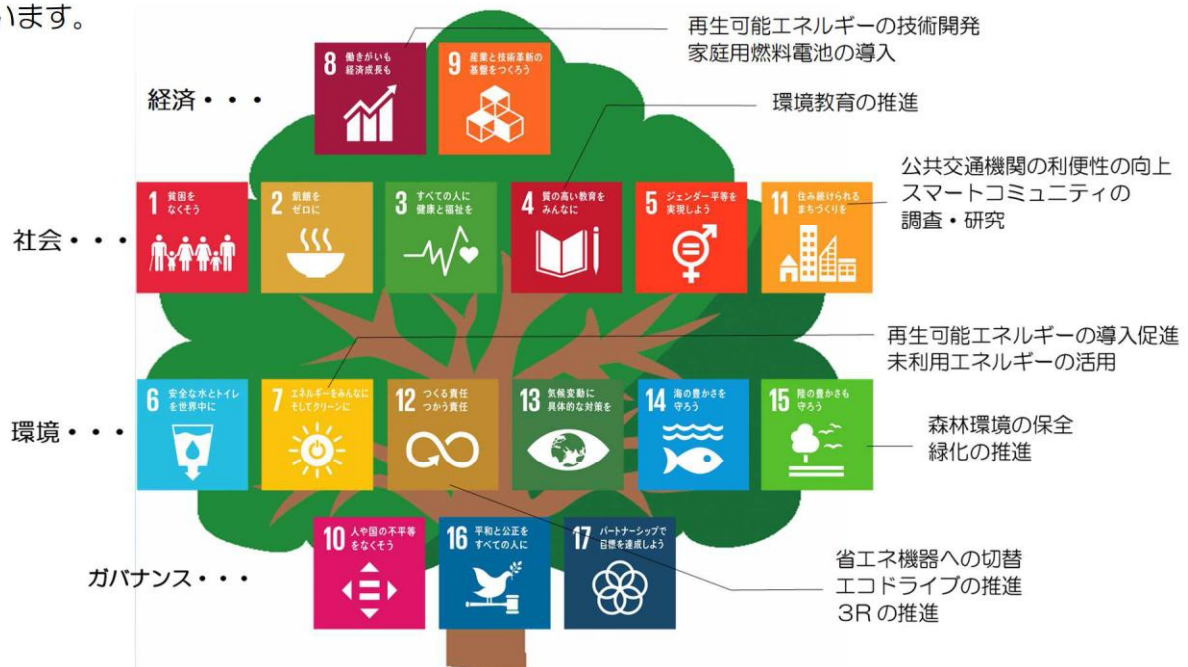 います。
再生可能エネルギーの技術開発
家庭用燃料電池の導入
経済・・・
8 働きがいも
経済成長も
9 産業と技術革新の
基盤をつくろう
環境教育の推進
公共交通機関の利便性の向上
スマートコミュニティの
調査・研究
社会・・・
1 貧困を
なくそう
2 飢餓を
ゼロに
3 すべての人に
健康と福祉を
4 質の高い教育を
みんなに
5 ジェンダー平等を
実現しよう
11 住み続けられる
まちづくりを
再生可能エネルギーの導入促進
未利用エネルギーの活用
環境・・・
6 安全な水とトイレ
を世界中に
7 エネルギーをみんなに
そしてクリーンに
12 つくる責任
つかう責任
13 気候変動に
具体的な対策を
14 海の豊かさを
守ろう
15 陸の豊かさも
守ろう
森林環境の保全
緑化の推進
ガバナンス・・・
10 人や国の不平等
をなくそう
16 平和と公正を
すべての人に
17 パートナーシップで
目標を達成しよう
省エネ機器への切替
エコドライブの推進
3Rの推進